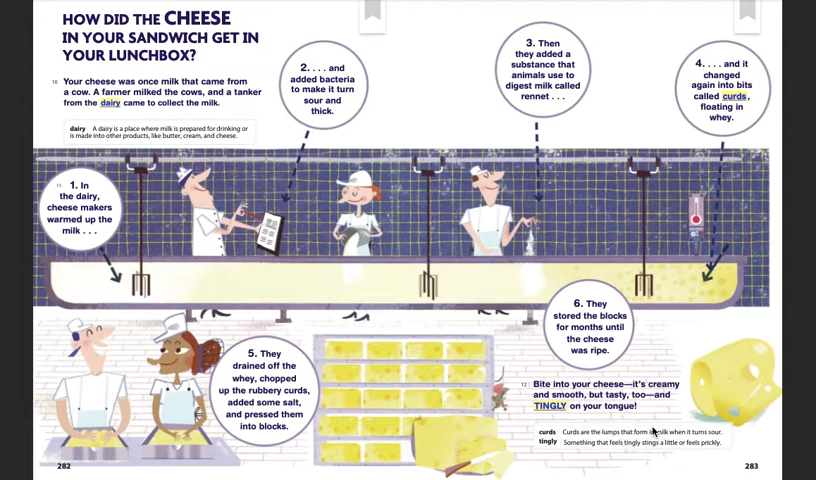 HOW DID THE CHEESE
IN YOUR SANDWICH GET IN
YOUR LUNCHBOX?
10 Your cheese was once milk that came from
a cow. A farmer milked the cows, and a tanker
from the dairy came to collect the milk.
dairy A dairy is a place where milk is prepared for drinking or
is made into other products, like butter, cream, and cheese.
11 1. In
the dairy,
cheese makers
warmed up the
milk . . .
2. . . . and
added bacteria
to make it turn
sour and
thick.
3. Then
they added a
substance that
animals use to
digest milk called
rennet . . .
4. . . . and it
changed
again into bits
called curds,
floating in
whey.
5. They
drained off the
whey, chopped
up the rubbery curds,
added some salt,
and pressed them
into blocks.
6. They
stored the blocks
for months until
the cheese
was ripe.
12 Bite into your cheese—it's creamy
and smooth, but tasty, too—and
TINGLY on your tongue!
curds Curds are the lumps that form in milk when it turns sour.
tingly Something that feels tingly stings a little or feels prickly.
282
283